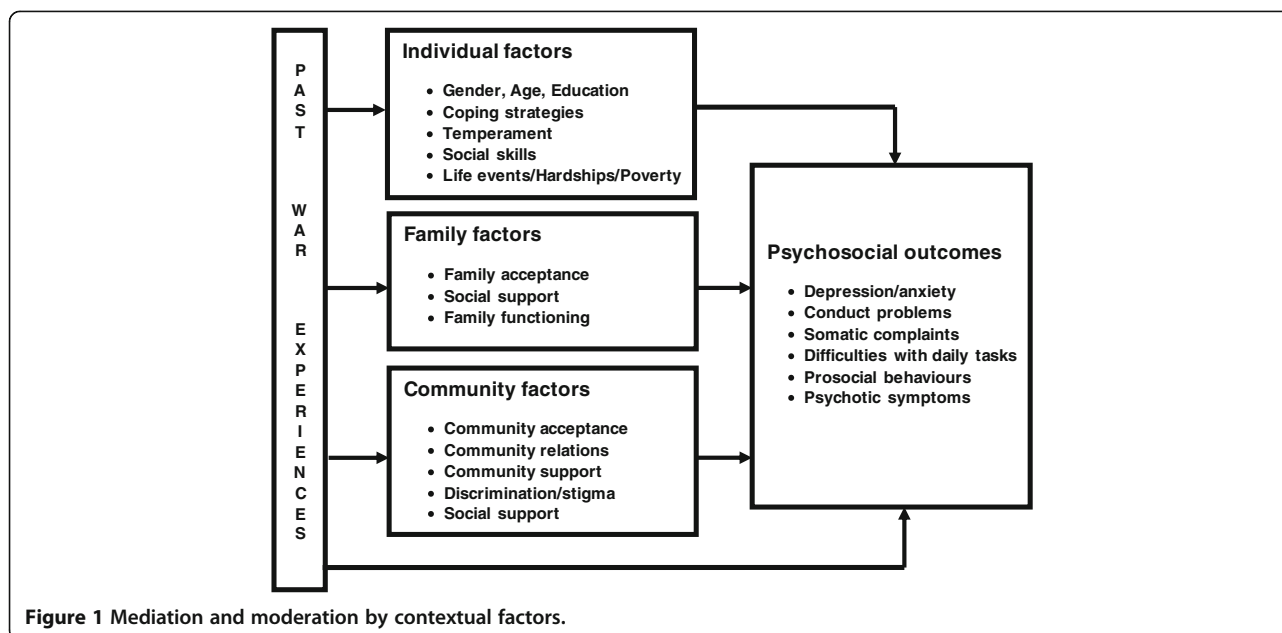 PAST
WAR
EXPERIENCES
Individual factors
• Gender, Age, Education
• Coping strategies
• Temperament
• Social skills
• Life events/Hardships/Poverty
Family factors
• Family acceptance
• Social support
• Family functioning
Community factors
• Community acceptance
• Community relations
• Community support
• Discrimination/stigma
• Social support
Psychosocial outcomes
• Depression/anxiety
• Conduct problems
• Somatic complaints
• Difficulties with daily tasks
• Prosocial behaviours
• Psychotic symptoms
Figure 1 Mediation and moderation by contextual factors.